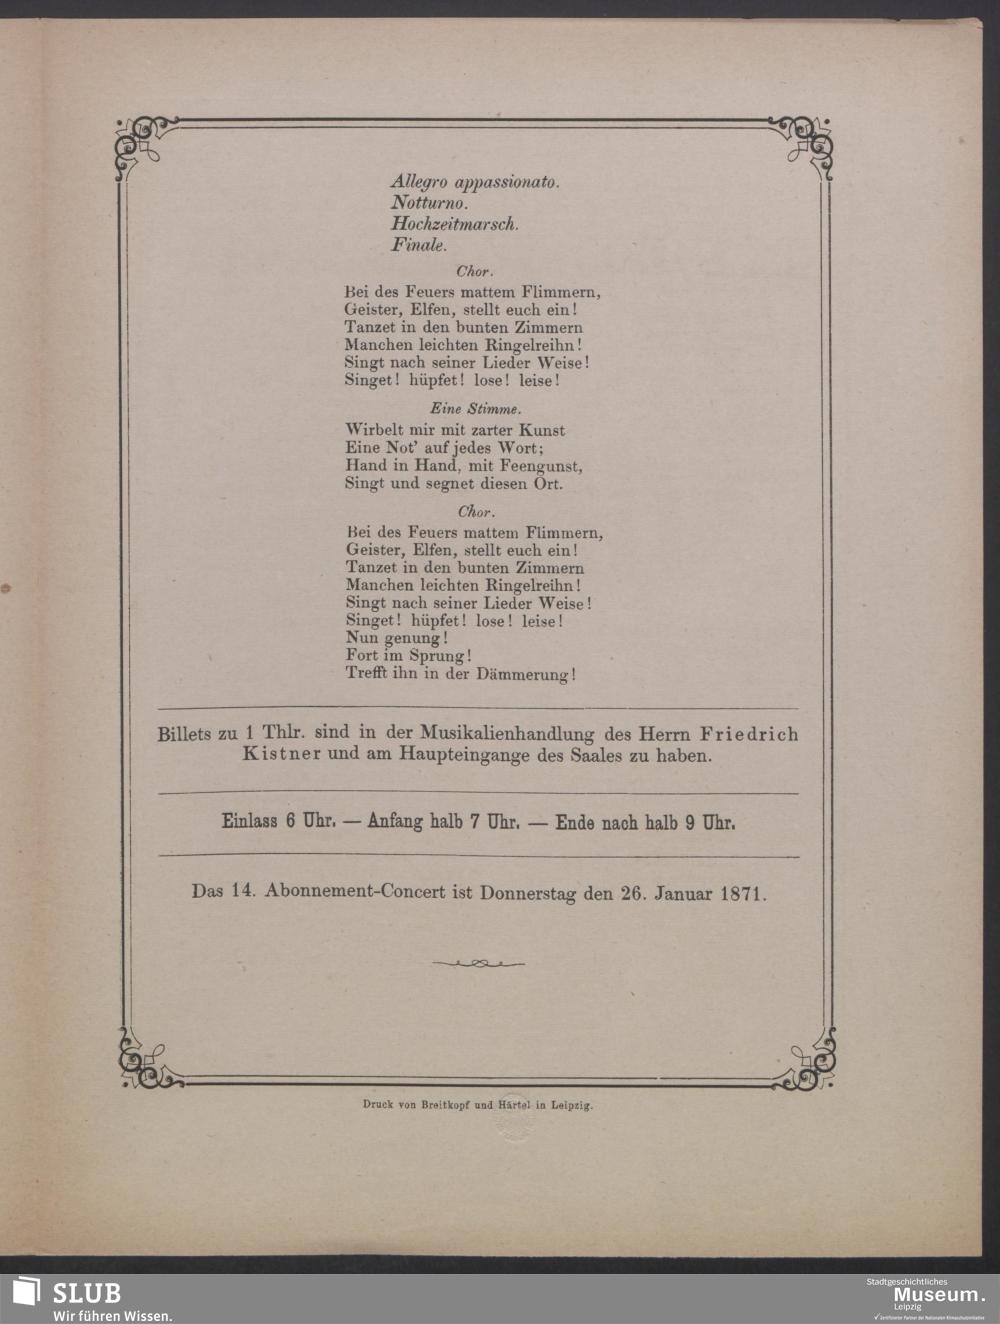 Allegro appassionato.
Notturno.
Hochzeitmarsch.
Finale.
Chor.
Bei des Feuers mattem Flimmern,
Geister, Elfen, stellt euch ein!
Tanzet in den bunten Zimmern
Manchen leichten Ringelreihn!
Singt nach seiner Lieder Weise!
Singet! hüpfet! lose! leise!
Eine Stimme.
Wirbelt mir mit zarter Kunst
Eine Not' auf jedes Wort;
Hand in Hand, mit Feengunst,
Singt und segnet diesen Ort.
Chor.
Bei des Feuers mattem Flimmern,
Geister, Elfen, stellt euch ein!
Tanzet in den bunten Zimmern
Manchen leichten Ringelreihn!
Singt nach seiner Lieder Weise!
Singet! hüpfet! lose! leise!
Nun genung!
Fort im Sprung!
Trefft ihn in der Dämmerung!
Billets zu 1 Thlr. sind in der Musikalienhandlung des Herrn Friedrich
Kistner und am Haupteingange des Saales zu haben.
Einlass 6 Uhr. — Anfang halb 7 Uhr. — Ende nach halb 9 Uhr.
Das 14. Abonnement-Concert ist Donnerstag den 26. Januar 1871.
Druck von Breitkopf und Härtel in Leipzig.
SLUB
Wir führen Wissen.
Stadtgeschichtliches
Museum.
Leipzig
Zertifizierter Partner der Nationalen Klimaschutzinitiative